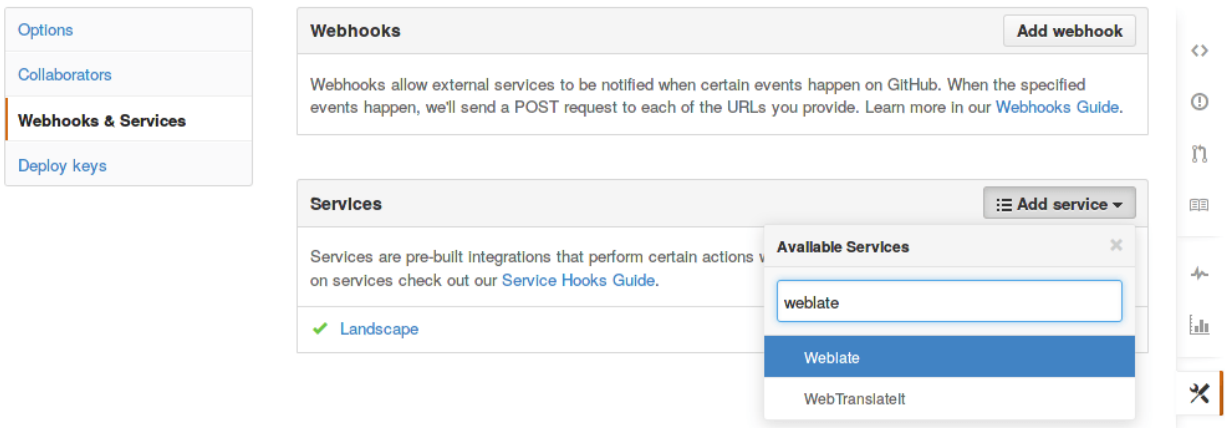 Options
Collaborators
Webhooks & Services
Deploy keys
Webhooks
Add webhook
Webhooks allow external services to be notified when certain events happen on GitHub. When the specified
events happen, we'll send a POST request to each of the URLs you provide. Learn more in our Webhooks Guide.
Services
Add service
Services are pre-built integrations that perform certain actions
on services check out our Service Hooks Guide.
Landscape
Available Services
weblate
Weblate
WebTranslateIt